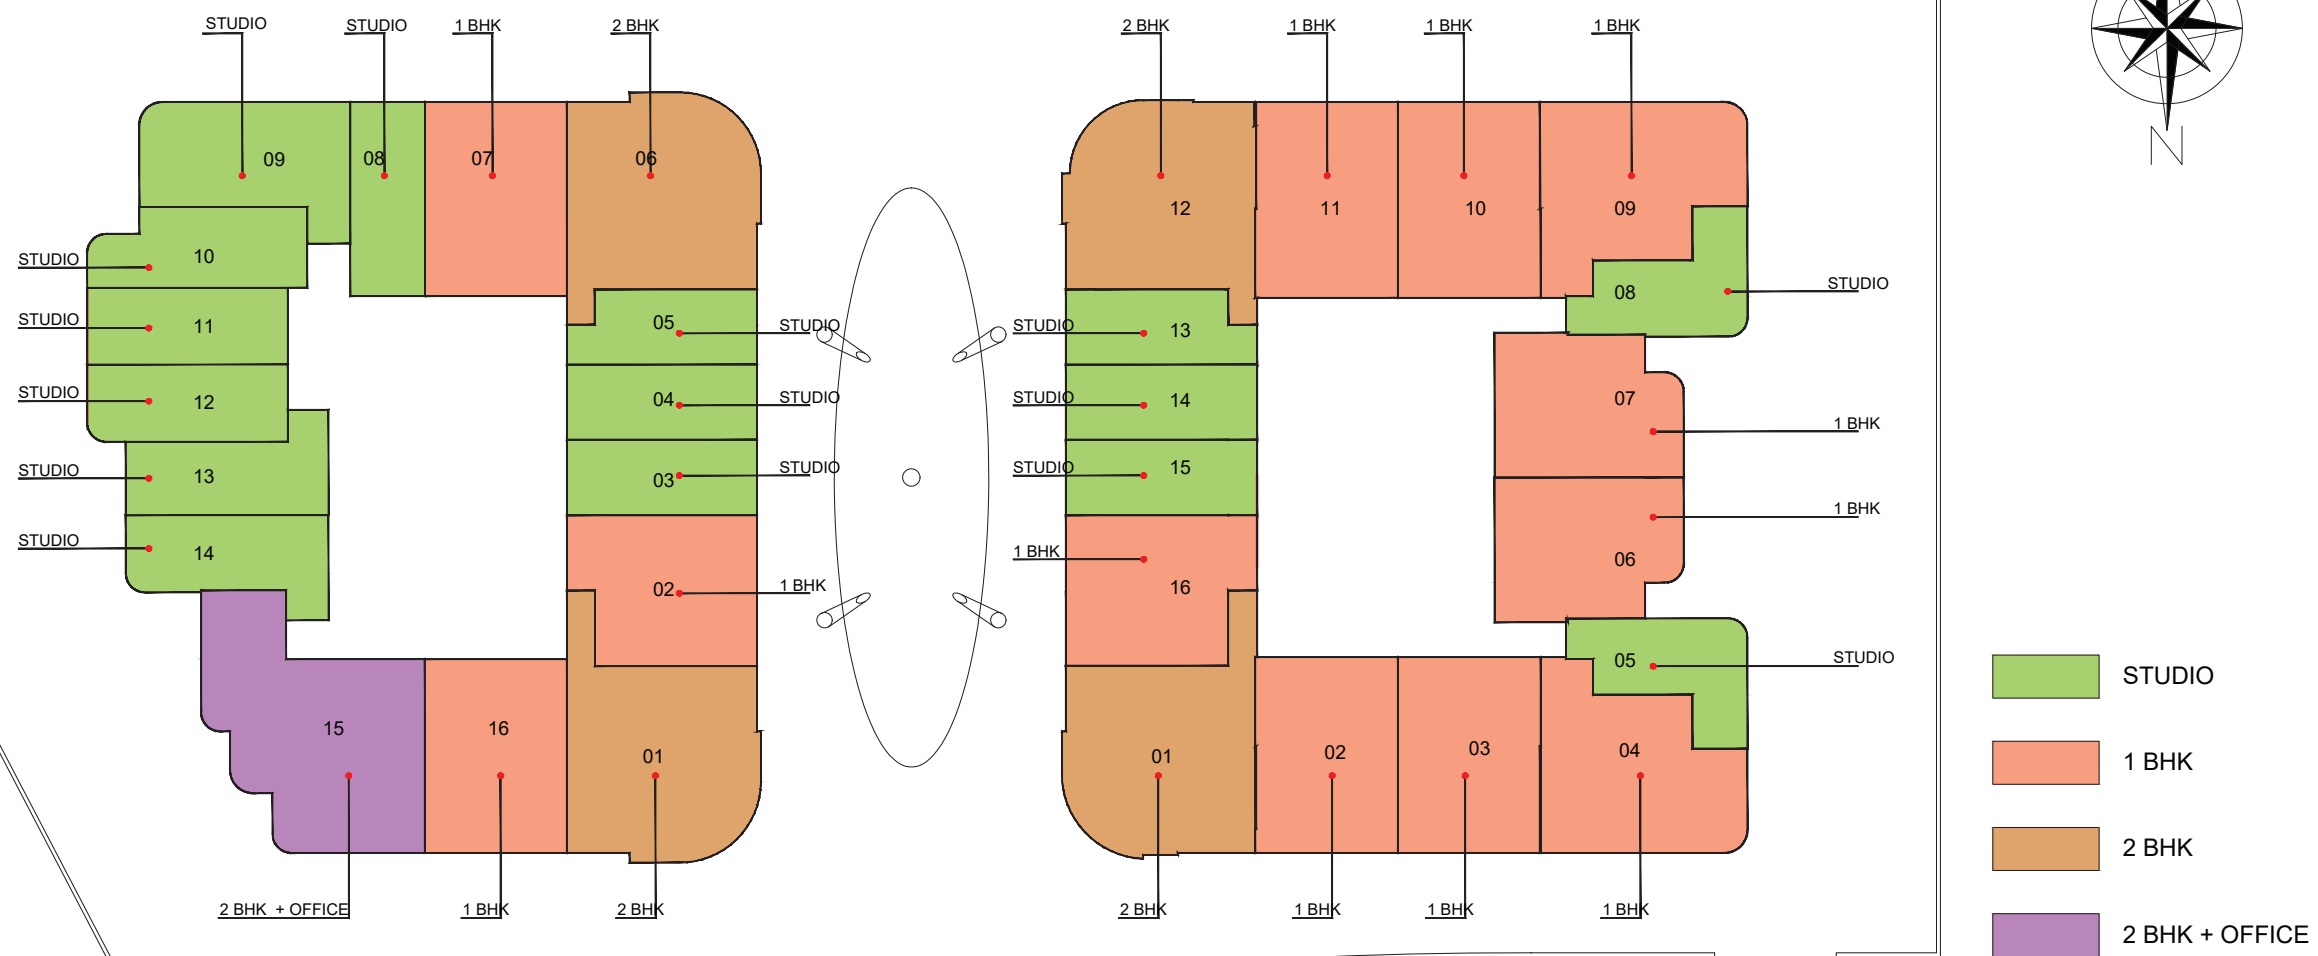 STUDIO STUDIO 1 BHK 2 BHK 2 BHK 1 BHK 1 BHK 1 BHK
N
09 08 07 06
12 11 10 09
STUDIO 10
08 STUDIO
STUDIO 11
05 STUDIO
STUDIO 13
STUDIO 12
04 STUDIO
STUDIO 14
07 1 BHK
STUDIO 13
03 STUDIO
STUDIO 15
06 1 BHK
STUDIO 14
02 1 BHK
1 BHK 16
05 STUDIO
15 16 01
01 02 03 04
2 BHK + OFFICE 1 BHK 2 BHK 2 BHK 1 BHK 1 BHK 1 BHK
STUDIO
1 BHK
2 BHK
2 BHK + OFFICE